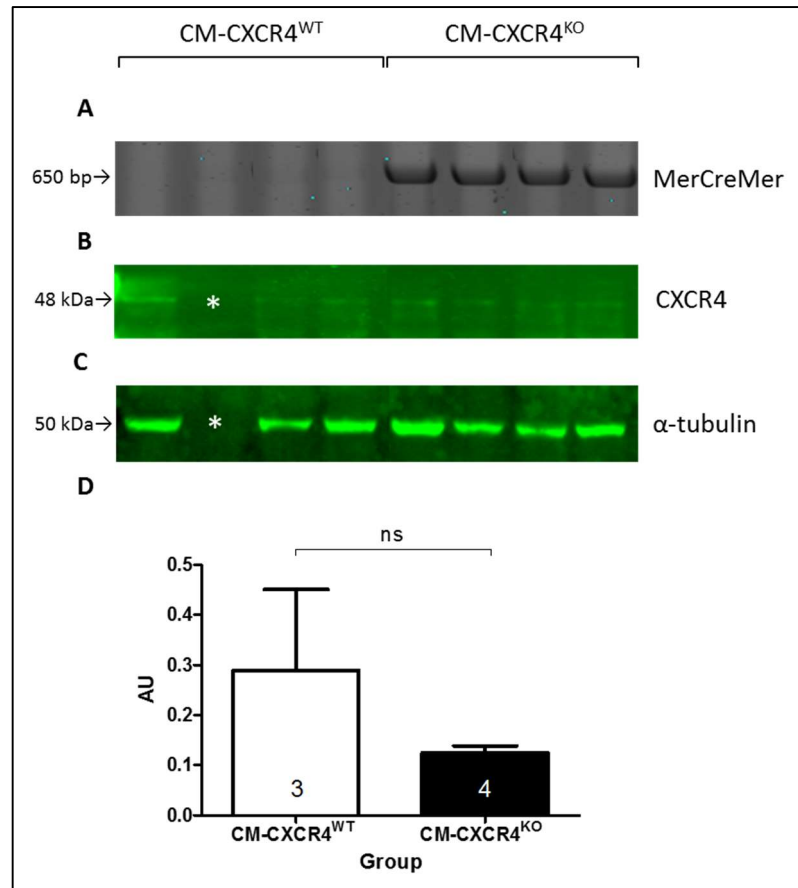 CM-CXCR4WT CM-CXCR4KO
A
650 bp→ MerCreMer
B
48 kDa→ * CXCR4
C
50 kDa→ * α-tubulin
D
ns
0.5
0.4
0.3
0.2
0.1
0.0
AU
3 4
CM-CXCR4WT CM-CXCR4KO
Group